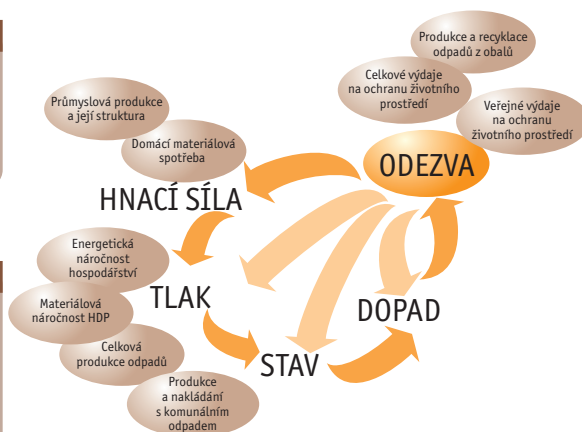 Produkce a recyklace
odpadů z obalů
Celkové výdaje
na ochranu životního
prostředí
Veřejné výdaje
na ochranu
životního prostředí
ODEZVA
Průmyslová produkce
a její struktura
Domácí materiálová
spotřeba
HNACÍ SÍLA
Energetická
náročnost
hospodářství
TLAK
Materiálová
náročnost HDP
Celková
produkce odpadů
Produkce
a nakládání
s komunálním
odpadem
STAV
DOPAD